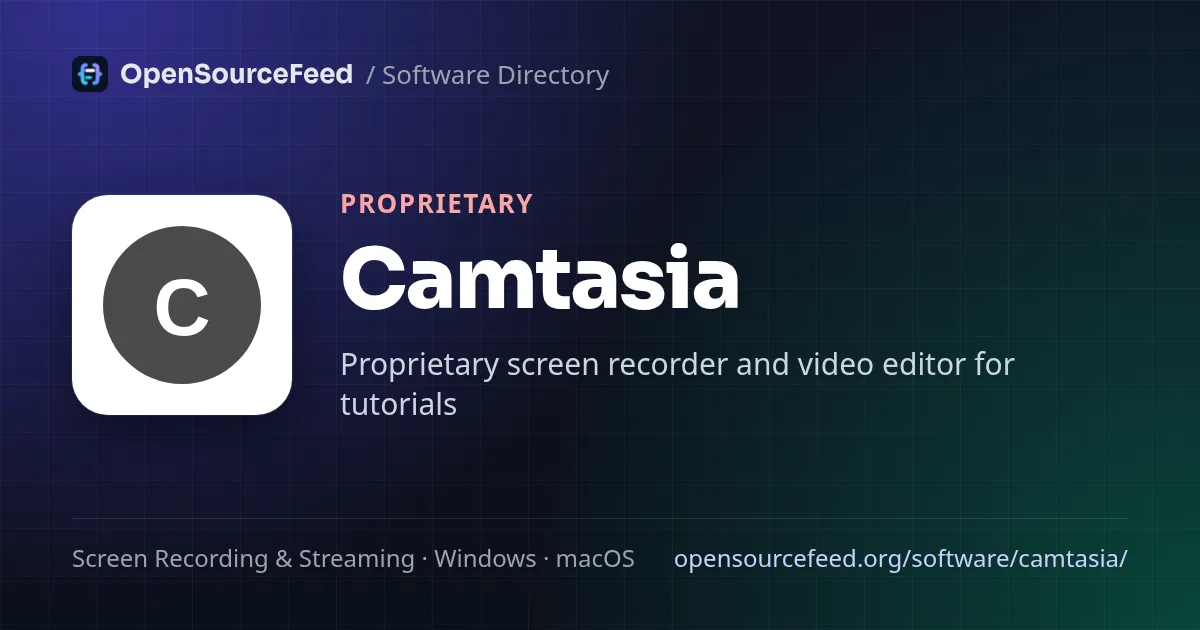 OpenSourceFeed / Software Directory
PROPRIETARY
C
Camtasia
Proprietary screen recorder and video editor for
tutorials
Screen Recording & Streaming · Windows · macOS
opensourcefeed.org/software/camtasia/